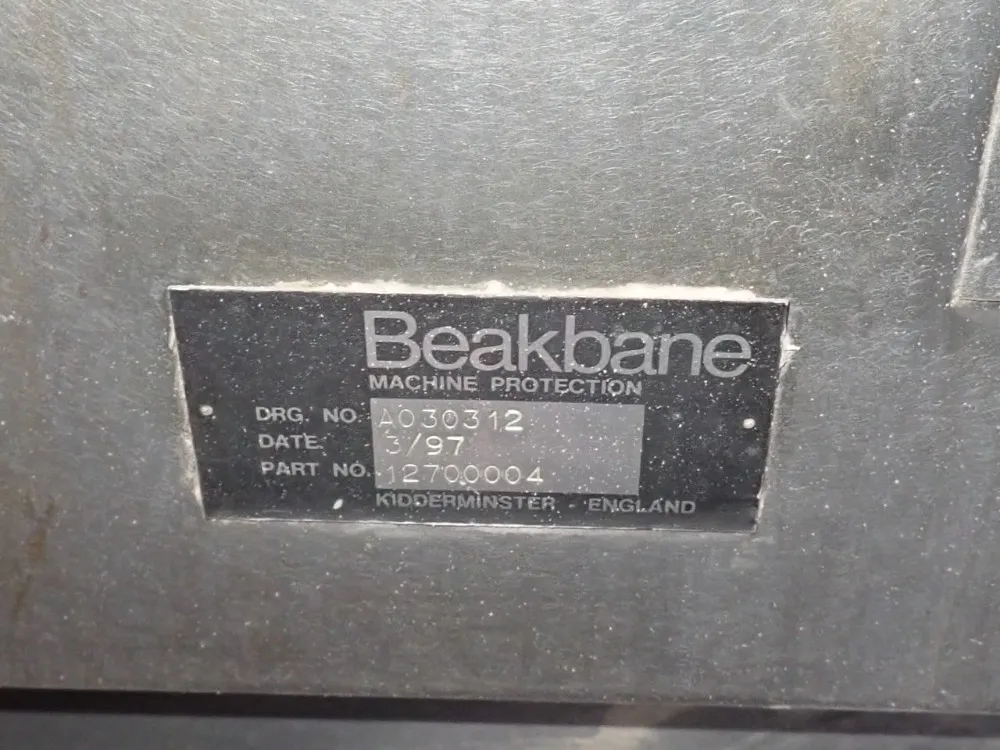 Beakbane
MACHINE PROTECTION
DRG. NO A030312
DATE 3/97
PART NO. 12700004
KIDDERMINSTER - ENGLAND